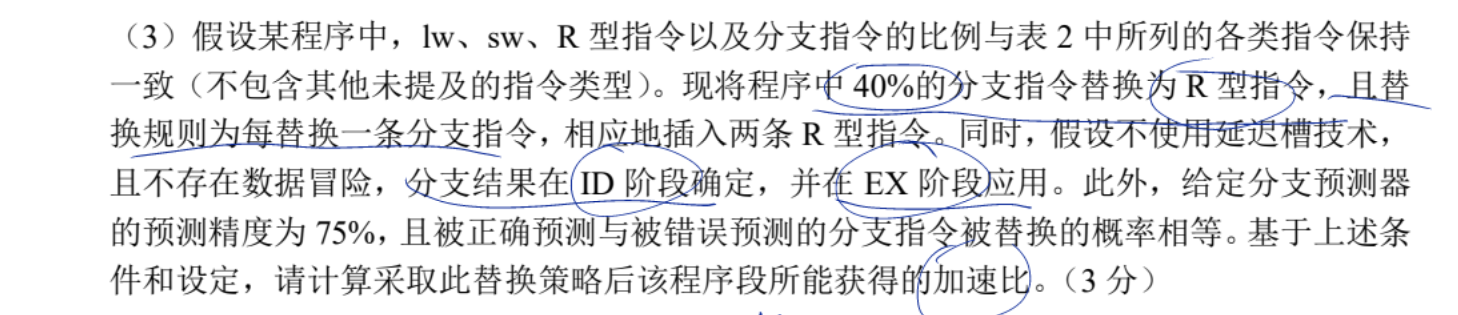 （3）假设某程序中，lw、sw、R 型指令以及分支指令的比例与表 2 中所列的各类指令保持
一致（不包含其他未提及的指令类型）。现将程序中 40%的分支指令替换为 R 型指令，且替
换规则为每替换一条分支指令，相应地插入两条 R 型指令。同时，假设不使用延迟槽技术，
且不存在数据冒险，分支结果在 ID 阶段确定，并在 EX 阶段应用。此外，给定分支预测器
的预测精度为 75%，且被正确预测与被错误预测的分支指令被替换的概率相等。基于上述条
件和设定，请计算采取此替换策略后该程序段所能获得的加速比。（3 分）